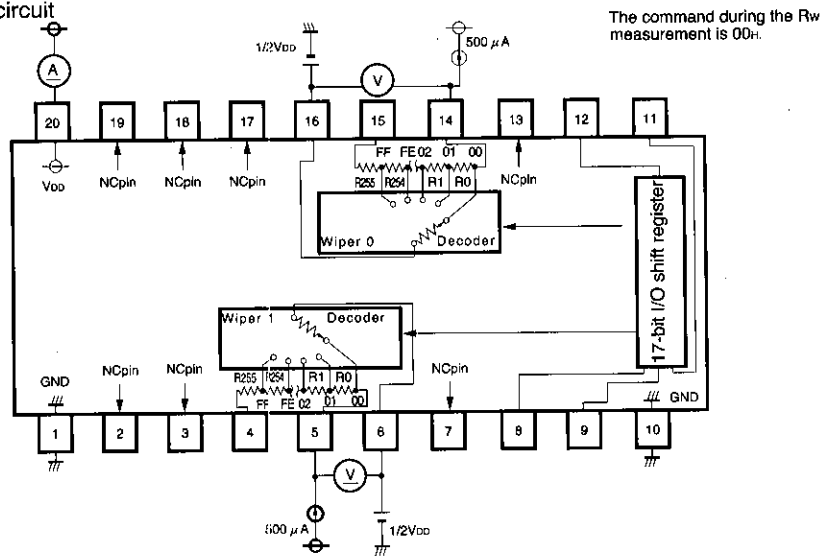 circuit
The command during the Rw
measurement is 00H.
1/2VDD
500 μA
A
V
20
19
18
17
16
15
14
13
12
11
VDD
NCpin
NCpin
NCpin
NCpin
FF
FE
02
01
00
R255
R254
R1
R0
Wiper 0
Decoder
17-bit I/O shift register
Wiper 1
Decoder
R255
R254
R1
R0
FF
FE
02
01
00
GND
NCpin
NCpin
NCpin
GND
1
2
3
4
5
6
7
8
9
10
V
500 μA
1/2VDD